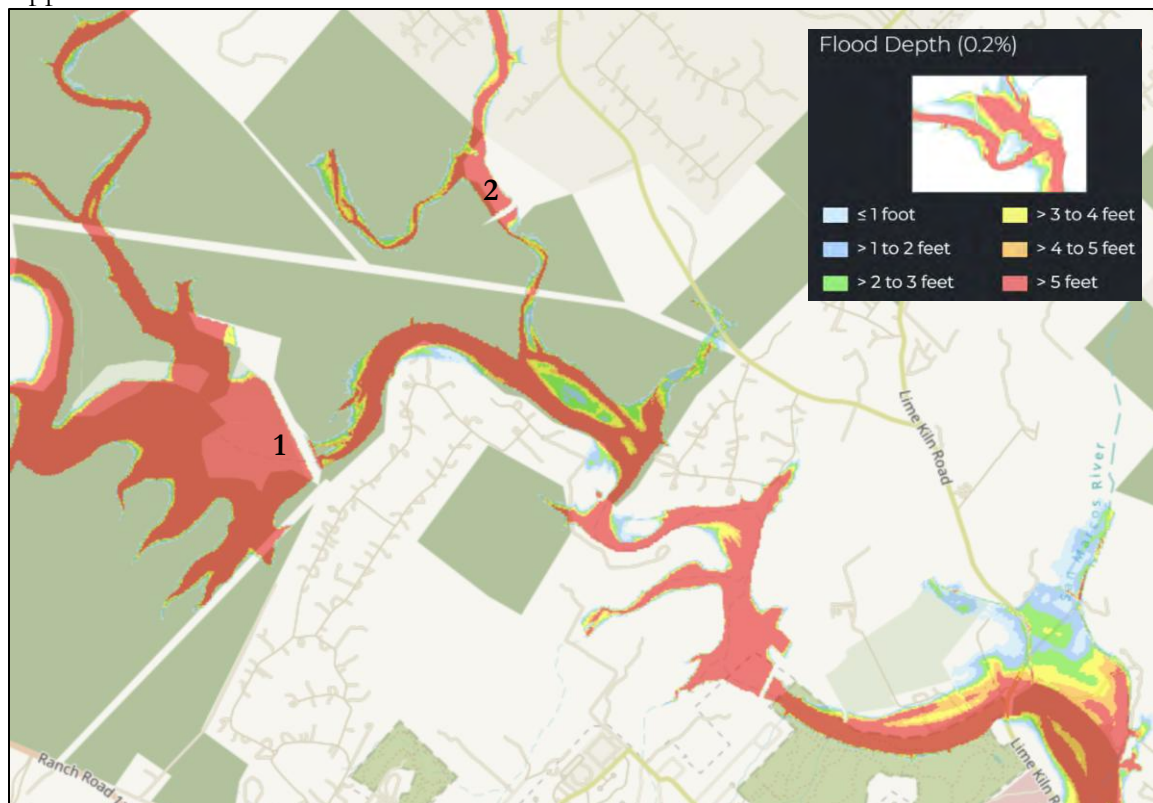 Flood Depth (0.2%)
≤ 1 foot
> 3 to 4 feet
> 1 to 2 feet
> 4 to 5 feet
> 2 to 3 feet
> 5 feet
2
1
Lime Kiln Road
San Marcos River
Ranch Road 1
Lime Kiln R